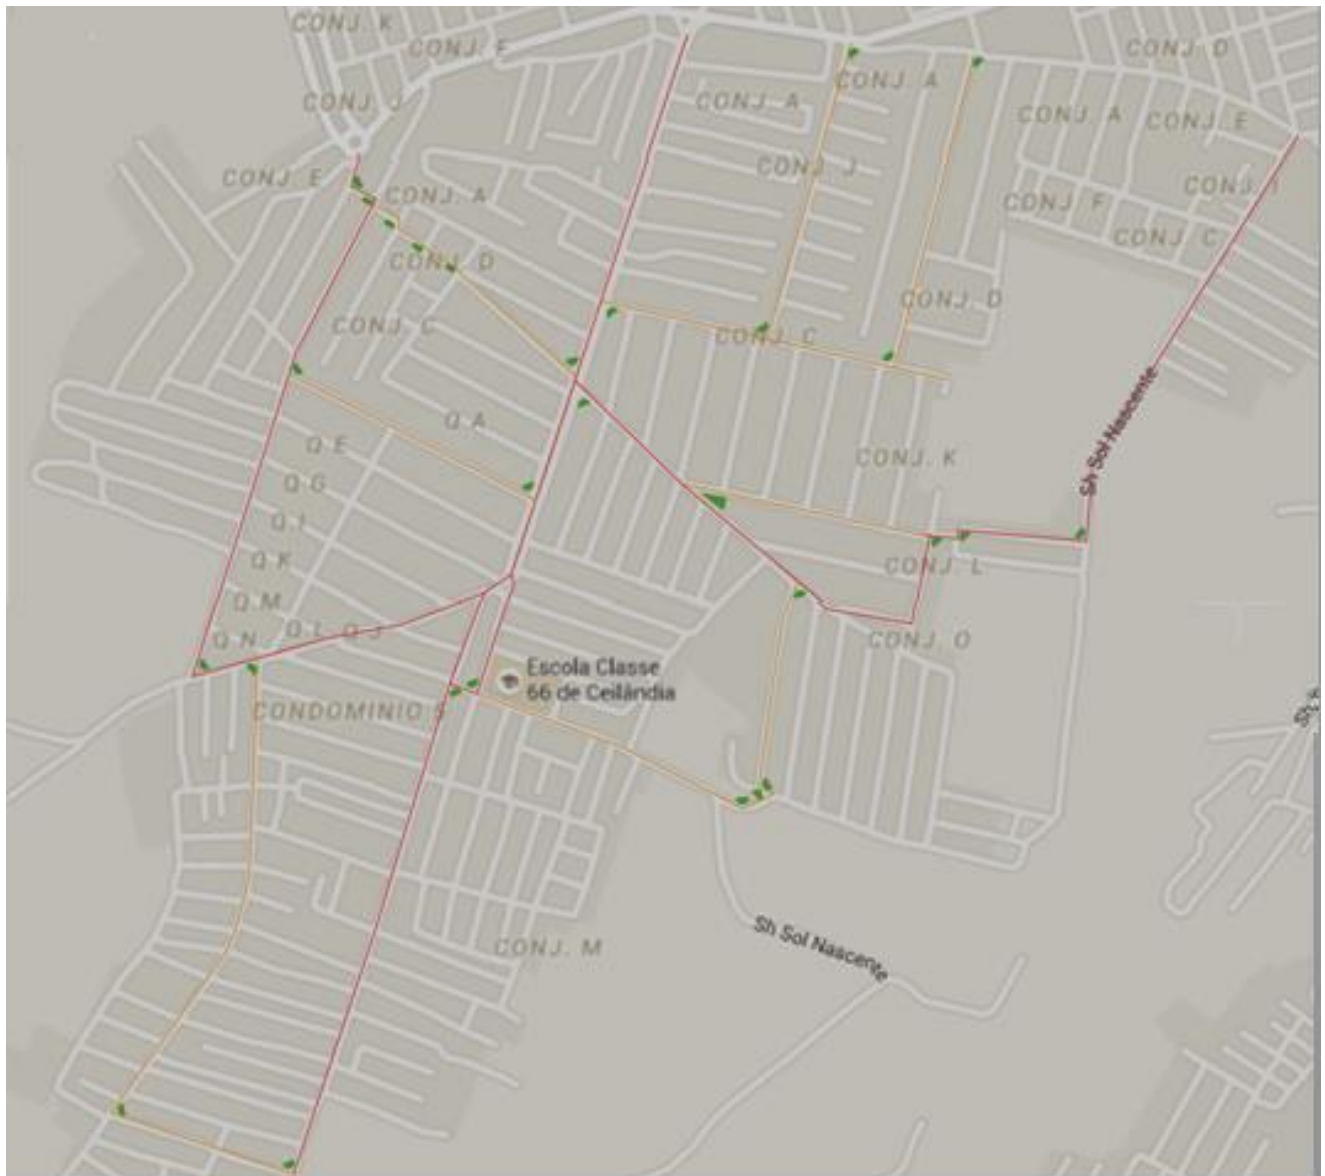 CONJ. K
CONJ. F
CONJ. D
CONJ. A
CONJ. J
CONJ. A
CONJ. A
CONJ. E
CONJ. J
CONJ. E
CONJ. A
CONJ. I
CONJ. F
CONJ. C
CONJ. D
CONJ. D
CONJ. C
CONJ. C
Sh Sol Nascente
Q A
Q E
CONJ. K
Q G
Q I
Q K
CONJ. L
Q M
Q L
Q J
Q N
CONJ. O
Escola Classe
66 de Ceilândia
CONDOMINIO S
CONJ. M
Sh Sol Nascente